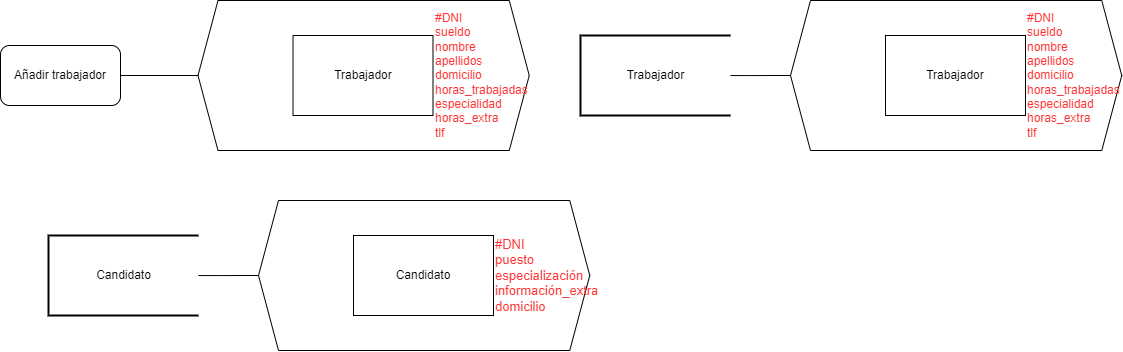 Añadir trabajador
Trabajador
#DNI
sueldo
nombre
apellidos
domicilio
horas_trabajadas
especialidad
horas_extra
tlf
Trabajador
Trabajador
#DNI
sueldo
nombre
apellidos
domicilio
horas_trabajadas
especialidad
horas_extra
tlf
Candidato
Candidato
#DNI
puesto
especialización
información_extra
domicilio